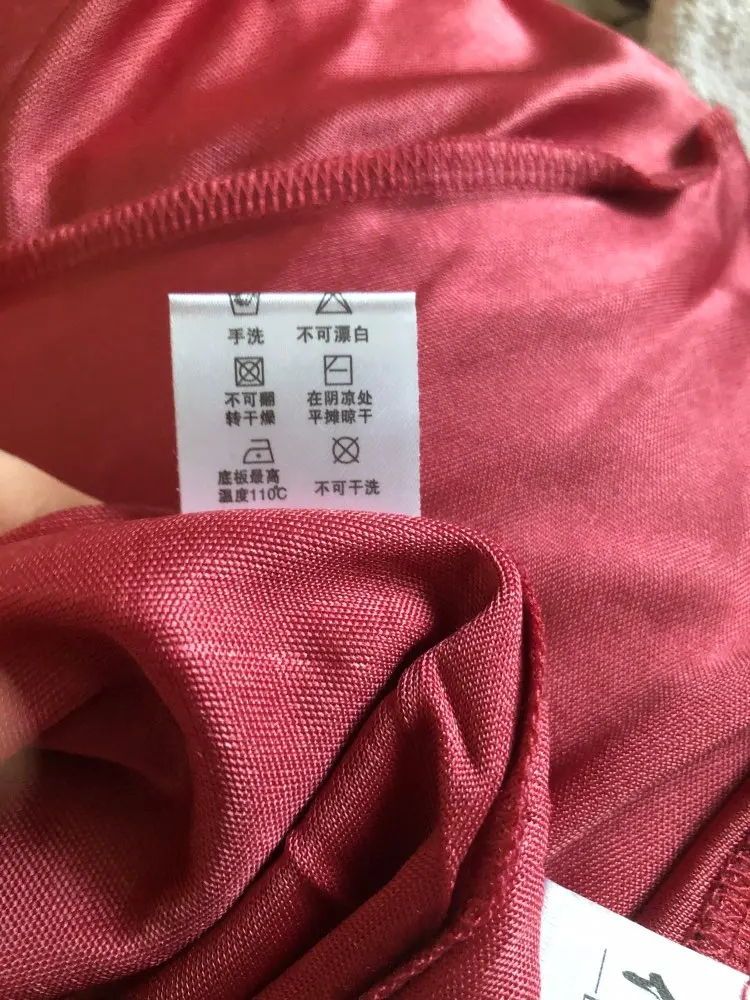 手洗 不可漂白
不可翻 在阴凉处
转干燥 平摊晾干
底板最高
温度110℃ 不可干洗